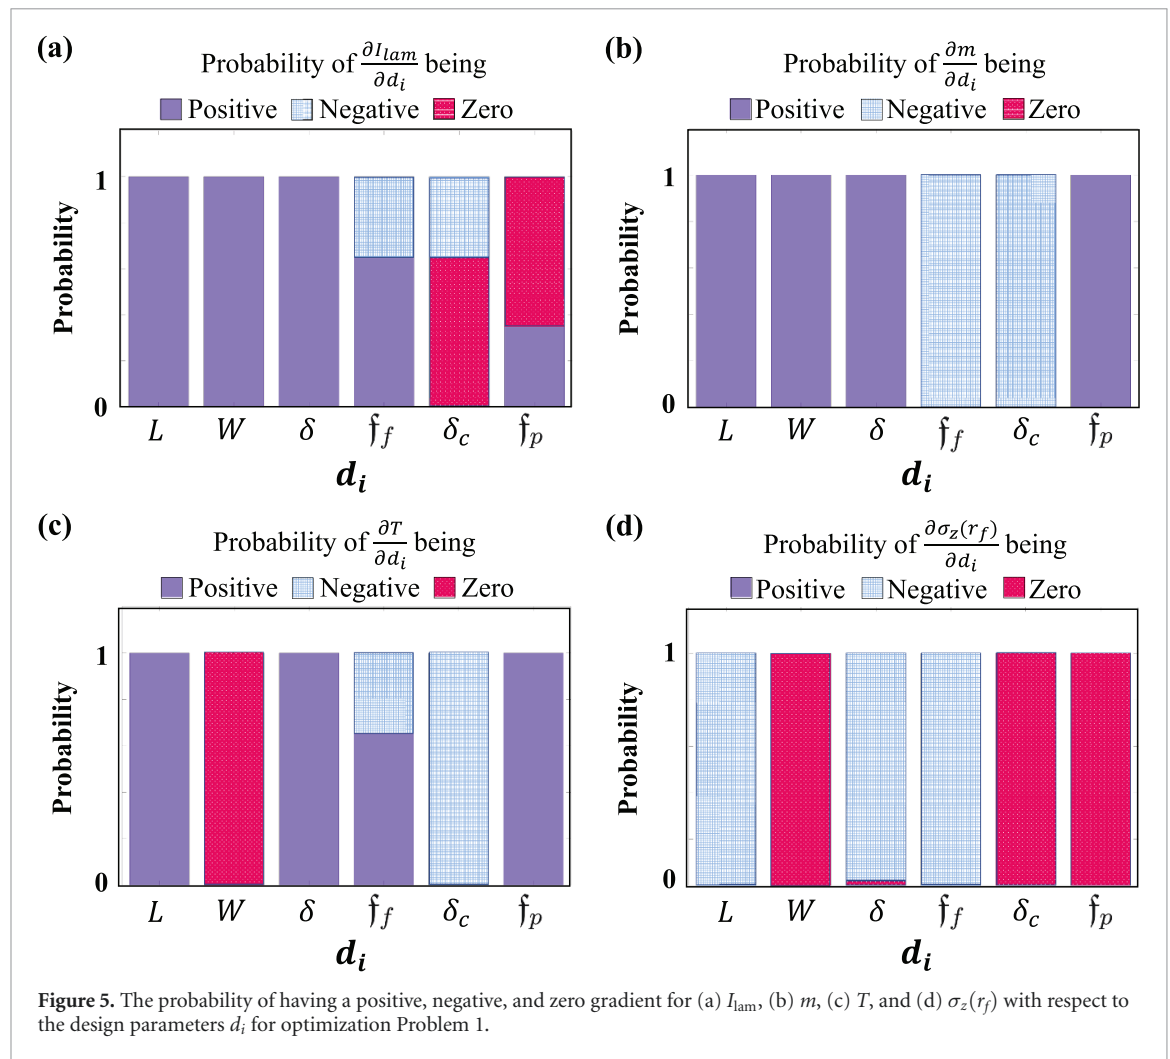 (a)
Probability of ∂I_lam/∂d_i being
Positive Negative Zero
1
Probability
0
L W δ 𝔣_f δ_c 𝔣_p
d_i
(b)
Probability of ∂m/∂d_i being
Positive Negative Zero
1
Probability
0
L W δ 𝔣_f δ_c 𝔣_p
d_i
(c)
Probability of ∂T/∂d_i being
Positive Negative Zero
1
Probability
0
L W δ 𝔣_f δ_c 𝔣_p
d_i
(d)
Probability of ∂σ_z(r_f)/∂d_i being
Positive Negative Zero
1
Probability
0
L W δ 𝔣_f δ_c 𝔣_p
d_i
Figure 5. The probability of having a positive, negative, and zero gradient for (a) I_lam, (b) m, (c) T, and (d) σ_z(r_f) with respect to
the design parameters d_i for optimization Problem 1.